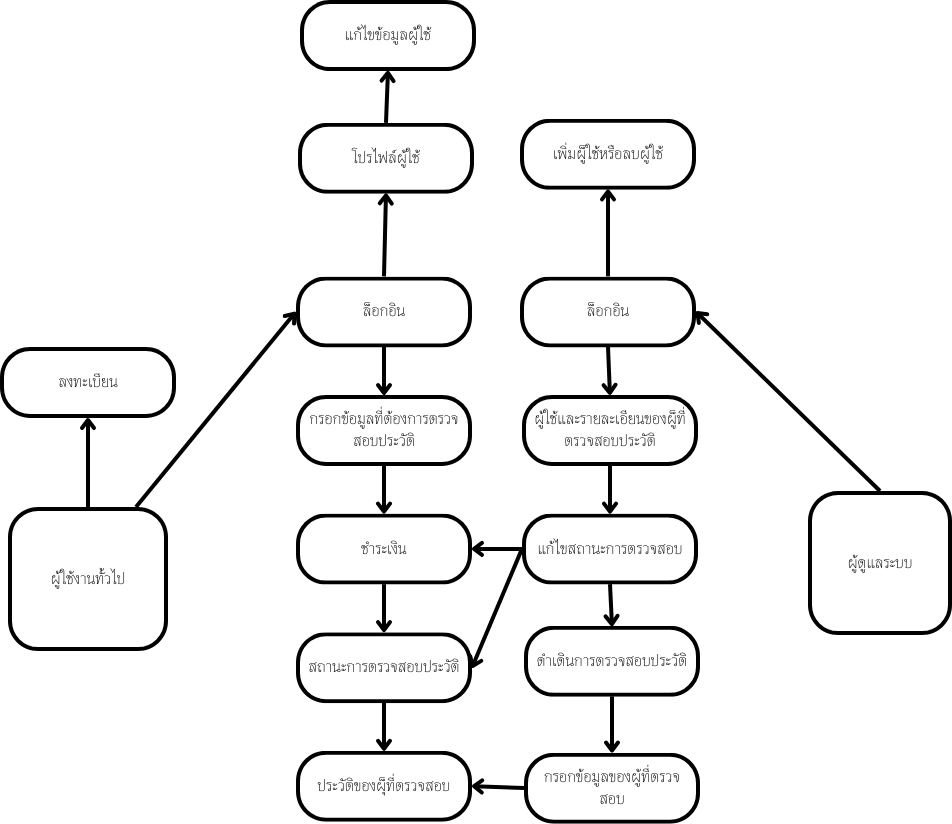 แก้ไขข้อมูลผู้ใช้
โปรไฟล์ผู้ใช้
เพิ่มผู้ใช้หรือลบผู้ใช้
ล็อกอิน
ล็อกอิน
ลงทะเบียน
กรอกข้อมูลที่ต้องการตรวจ
สอบประวัติ
ผู้ใช้และรายละเอียนของผู้ที่
ตรวจสอบประวัติ
ผู้ใช้งานทั่วไป
ชำระเงิน
แก้ไขสถานะการตรวจสอบ
ผู้ดูแลระบบ
สถานะการตรวจสอบประวัติ
ดำเดินการตรวจสอบประวัติ
ประวัติของผุ้ที่ตรวจสอบ
กรอกข้อมูลของผู้ที่ตรวจ
สอบ